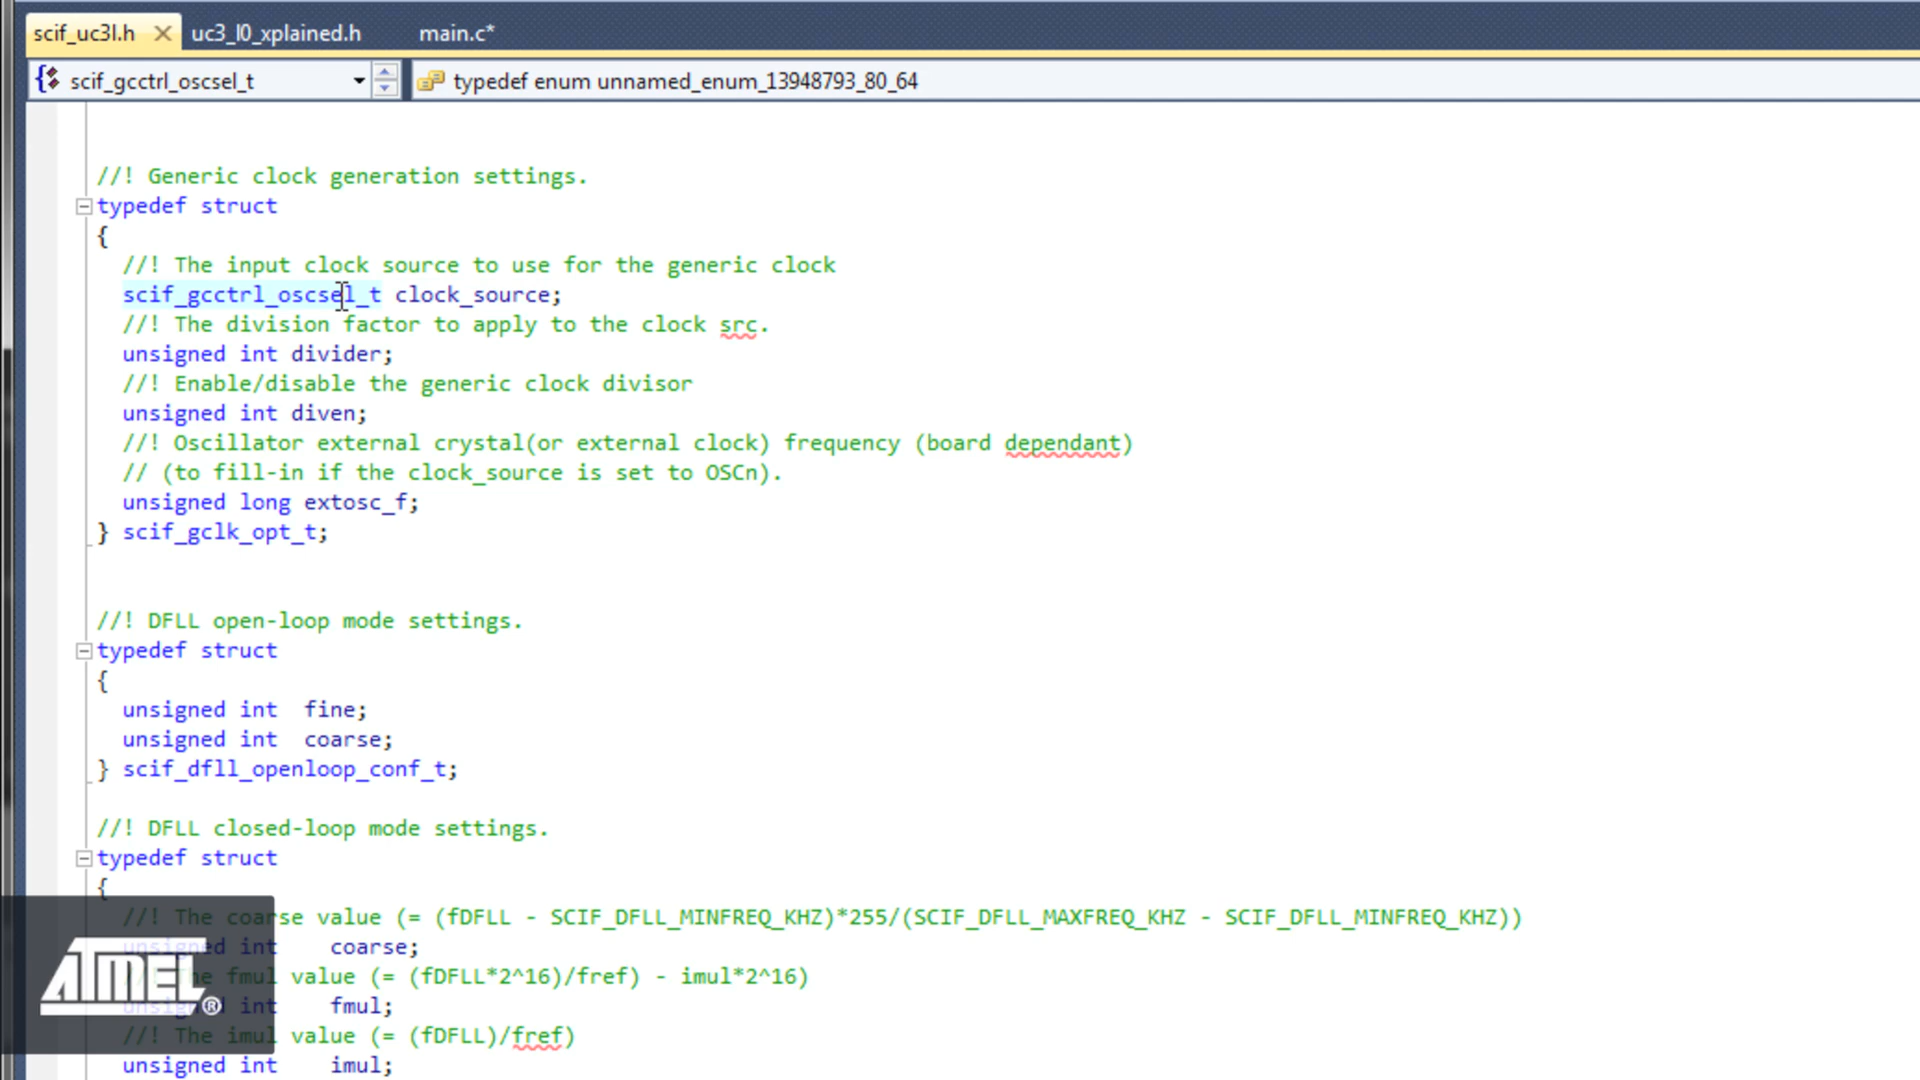 scif_uc3l.h uc3_l0_xplained.h main.c*
scif_gcctrl_oscsel_t typedef enum unnamed_enum_13948793_80_64
//! Generic clock generation settings.
typedef struct
{
//! The input clock source to use for the generic clock
scif_gcctrl_oscsel_t clock_source;
//! The division factor to apply to the clock src.
unsigned int divider;
//! Enable/disable the generic clock divisor
unsigned int diven;
//! Oscillator external crystal(or external clock) frequency (board dependant)
// (to fill-in if the clock_source is set to OSCn).
unsigned long extosc_f;
} scif_gclk_opt_t;
//! DFLL open-loop mode settings.
typedef struct
{
unsigned int  fine;
unsigned int  coarse;
} scif_dfll_openloop_conf_t;
//! DFLL closed-loop mode settings.
typedef struct
{
//! The coarse value (= (fDFLL - SCIF_DFLL_MINFREQ_KHZ)*255/(SCIF_DFLL_MAXFREQ_KHZ - SCIF_DFLL_MINFREQ_KHZ))
unsigned int    coarse;
fmul value (= (fDFLL*2^16)/fref) - imul*2^16)
unsigned int    fmul;
//! The imul value (= (fDFLL)/fref)
unsigned int    imul;
ATMEL®